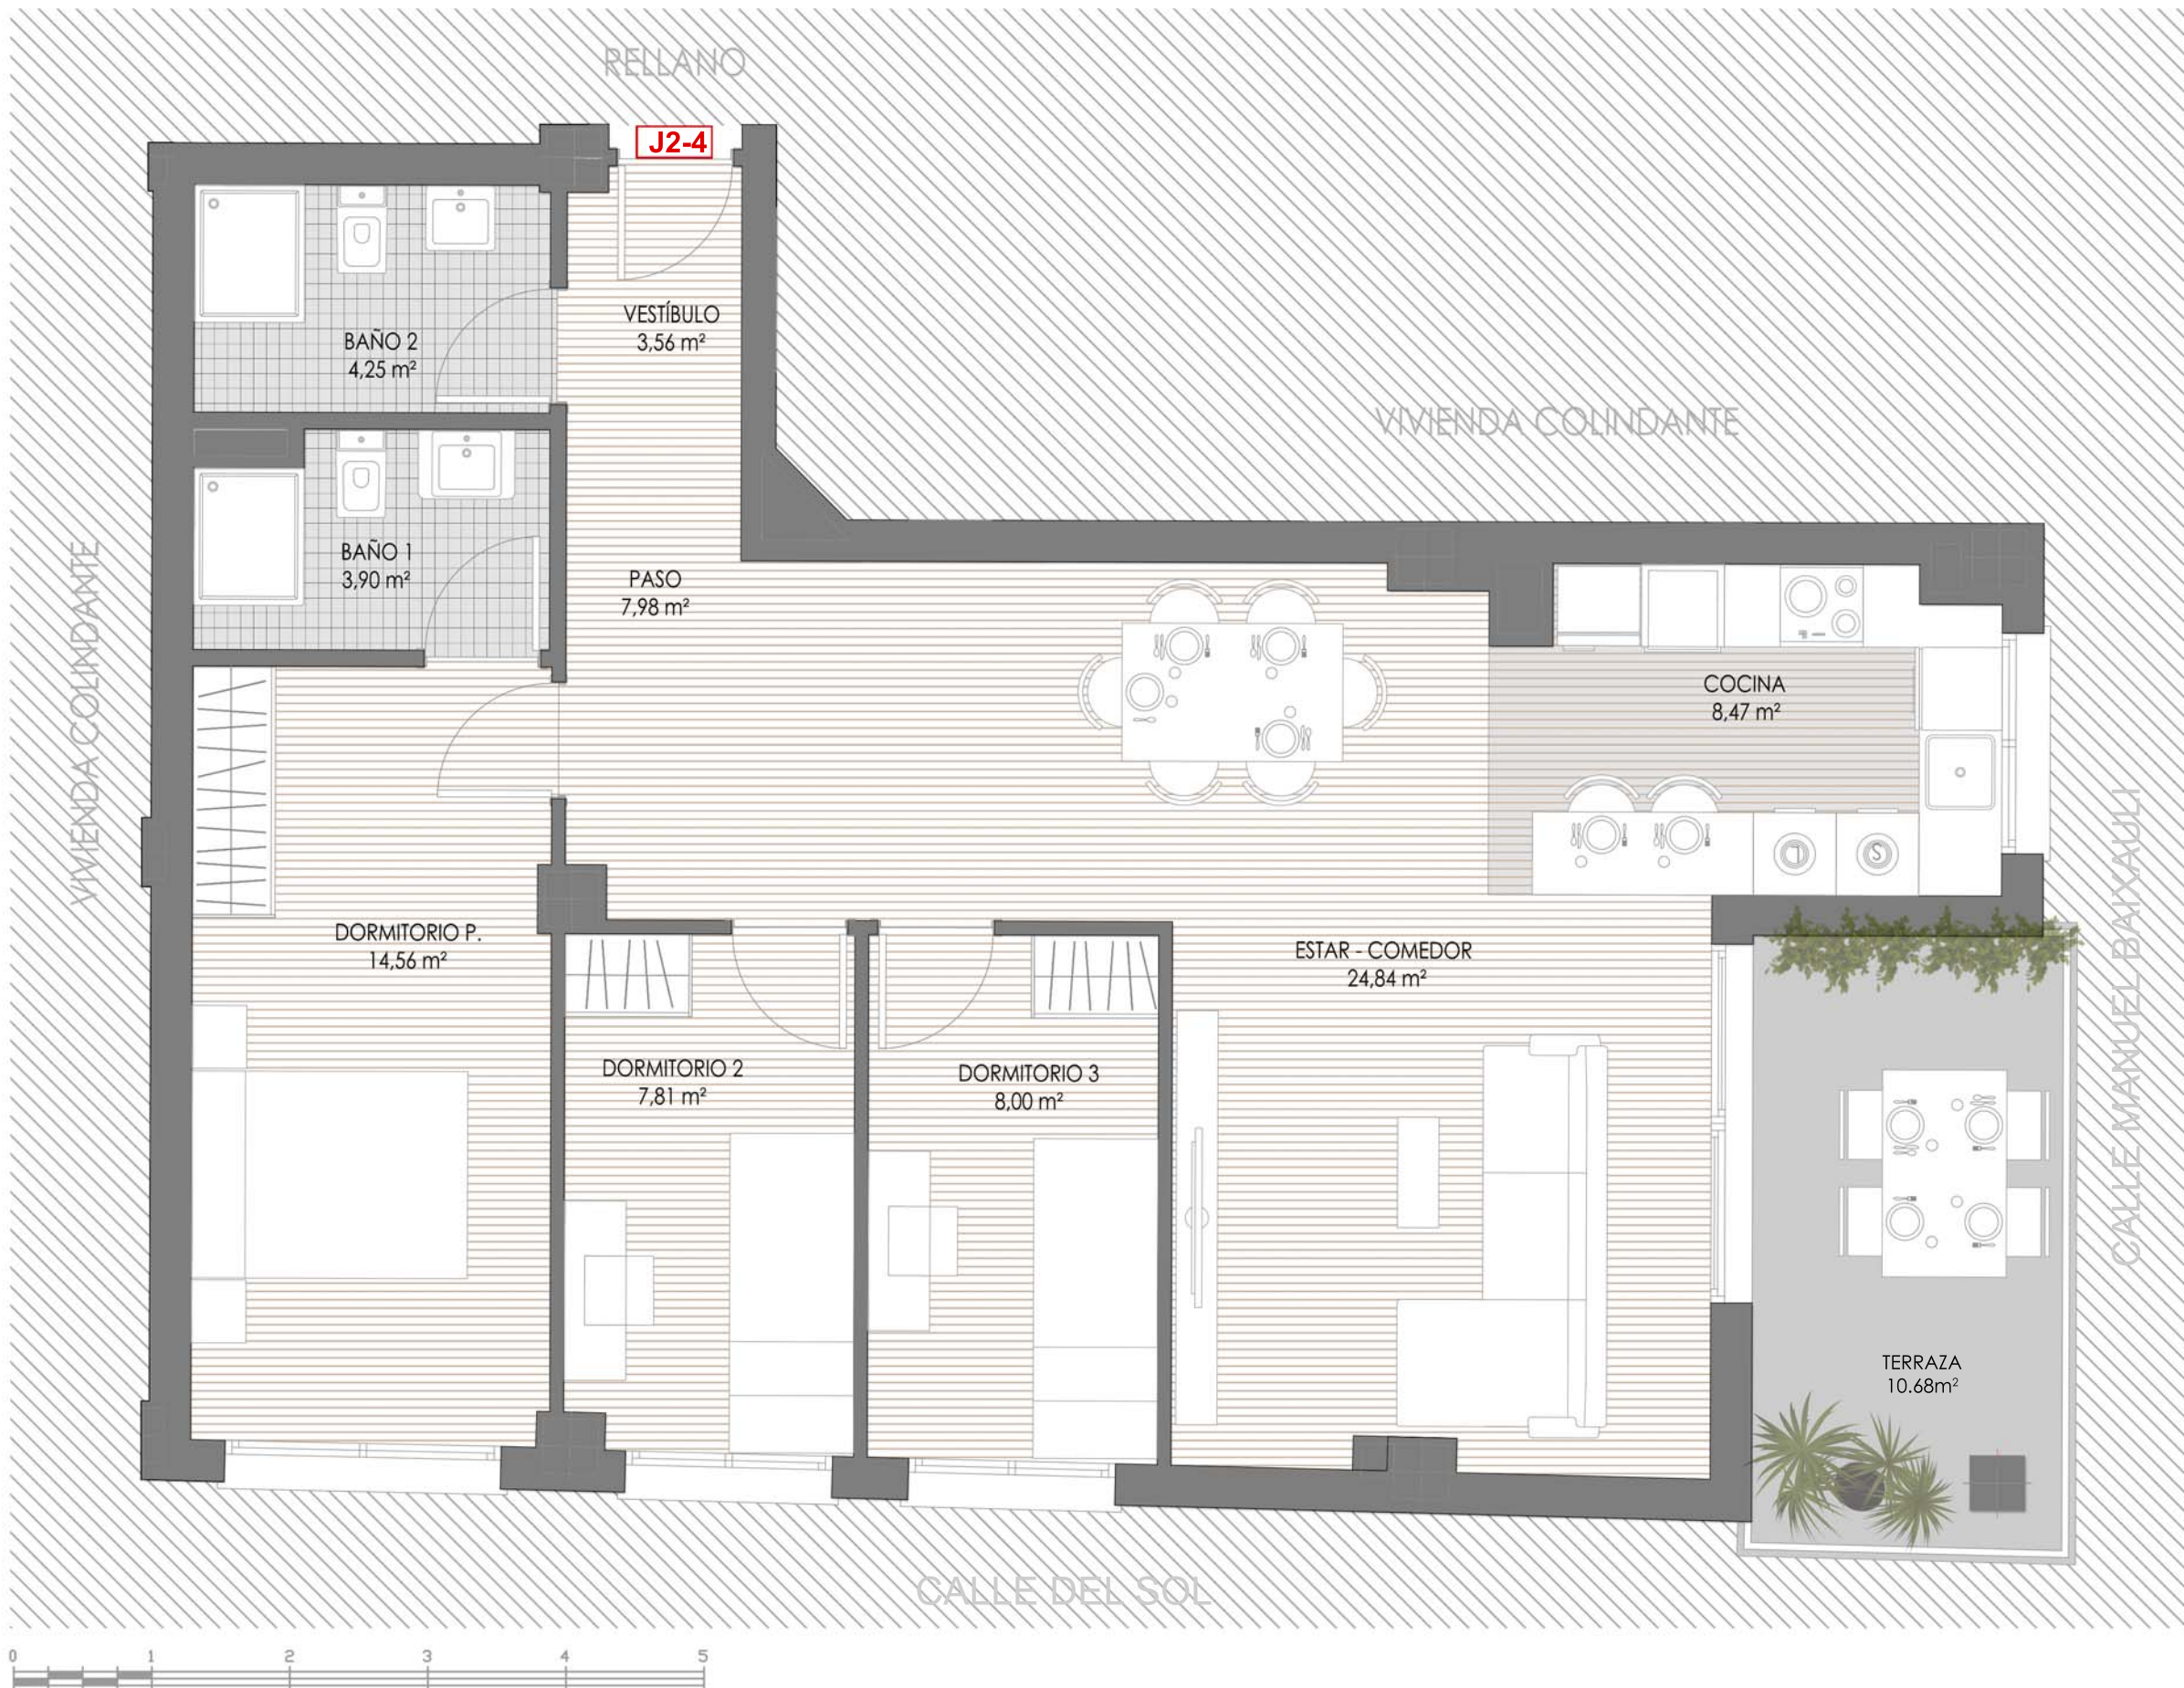 RELLANO
J2-4
VESTÍBULO
3,56 m²
BAÑO 2
4,25 m²
VIVIENDA COLINDANTE
BAÑO 1
3,90 m²
PASO
7,98 m²
VIVIENDA COLINDANTE
COCINA
8,47 m²
S
DORMITORIO P.
14,56 m²
ESTAR - COMEDOR
24,84 m²
CALLE MANUEL BAIXAULI
DORMITORIO 2
7,81 m²
DORMITORIO 3
8,00 m²
TERRAZA
10.68m²
CALLE DEL SOL
0 1 2 3 4 5